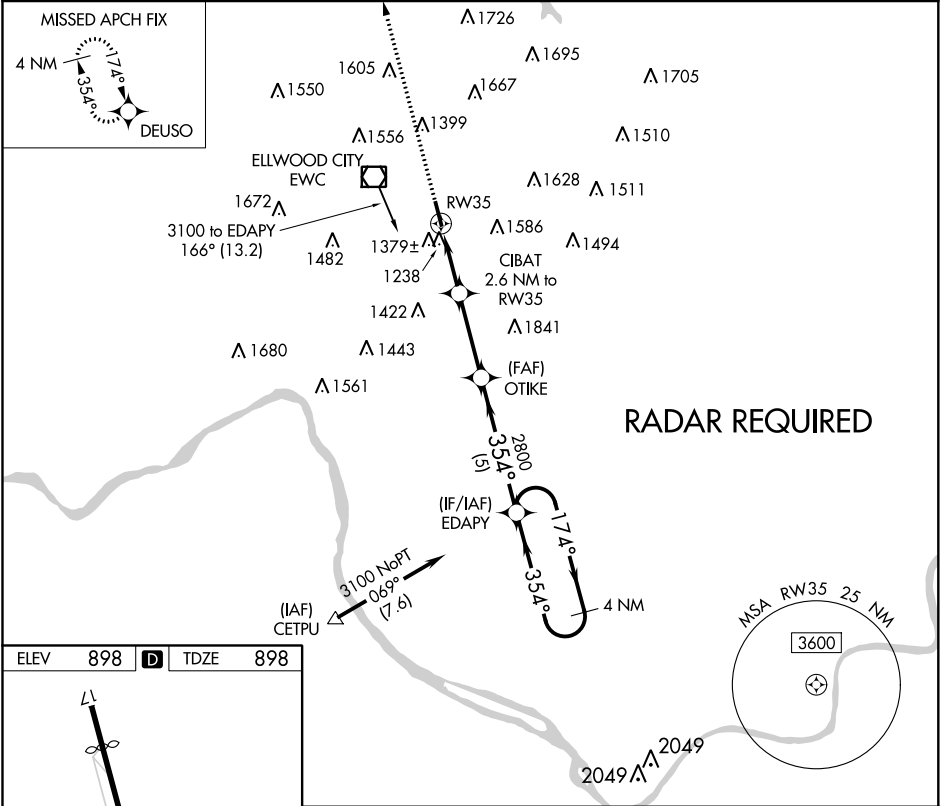 MISSED APCH FIX
4 NM
174°
354°
DEUSO
1726
1695
1605
1705
1667
1550
1399
1556
1510
ELLWOOD CITY
EWC
1628
1511
1672
RW35
3100 to EDAPY
166° (13.2)
1586
1482
1379±
1494
1238
CIBAT
2.6 NM to
RW35
1422
1841
1680
1443
(FAF)
OTIKE
1561
RADAR REQUIRED
2800
354°
(5)
(IF/IAF)
EDAPY
174°
354°
4 NM
3100 NoPT
069°
(7.6)
(IAF)
CETPU
MSA RW35 25 NM
3600
ELEV 898 D TDZE 898
17
2049
2049